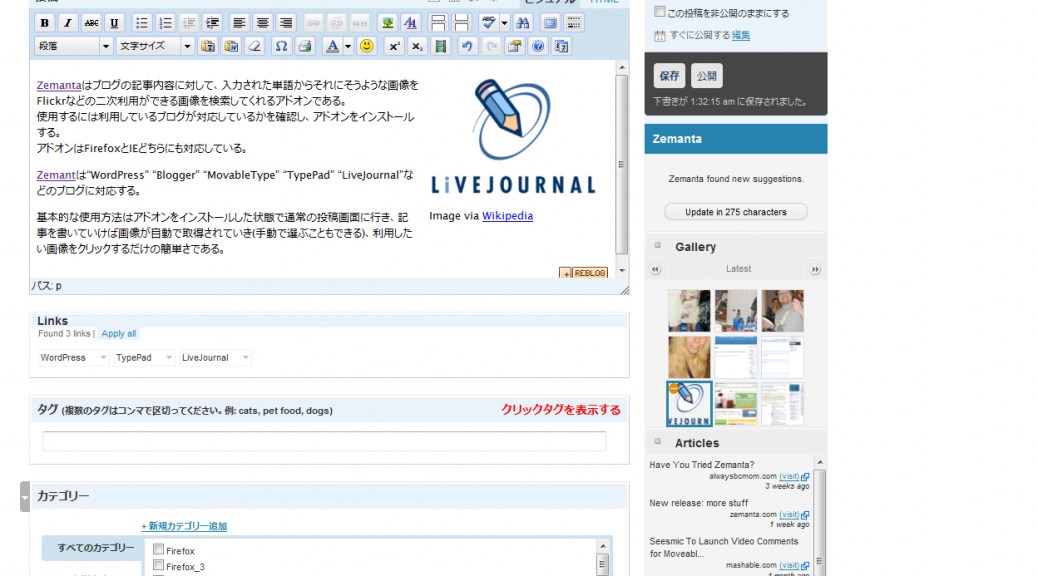 ビジュアル HTML
B I ABC U
段落 文字サイズ
Zemantaはブログの記事内容に対して、入力された単語からそれにそうような画像を
Flickrなどの二次利用ができる画像を検索してくれるアドオンである。
使用するには利用しているブログが対応しているかを確認し、アドオンをインストール
する。
アドオンはFirefoxとIEどちらにも対応している。
Zemantは“WordPress” “Blogger” “MovableType” “TypePad” “LiveJournal”な
どのブログに対応する。
基本的な使用方法はアドオンをインストールした状態で通常の投稿画面に行き、記
事を書いていけば画像が自動で取得されていき(手動で選ぶこともできる)、利用した
い画像をクリックするだけの簡単さである。
LiVEJOURNAL
Image via Wikipedia
+ REBLOG
パス: p
Links
Found 3 links | Apply all
WordPress TypePad LiveJournal
タグ (複数のタグはコンマで区切ってください。例: cats, pet food, dogs) クリックタグを表示する
カテゴリー
+ 新規カテゴリー追加
すべてのカテゴリー
Firefox
Firefox_3
この投稿を非公開のままにする
すぐに公開する 編集
保存 公開
下書きが 1:32:15 am に保存されました。
Zemanta
Zemanta found new suggestions.
Update in 275 characters
Gallery
Latest
VEJOURN
Articles
Have You Tried Zemanta?
alwaysbomom.com (visit)
3 weeks ago
New release: more stuff
zemanta.com (visit)
1 week ago
Seesmic To Launch Video Comments
for Moveabl...
mashable.com (visit)
1 month ago